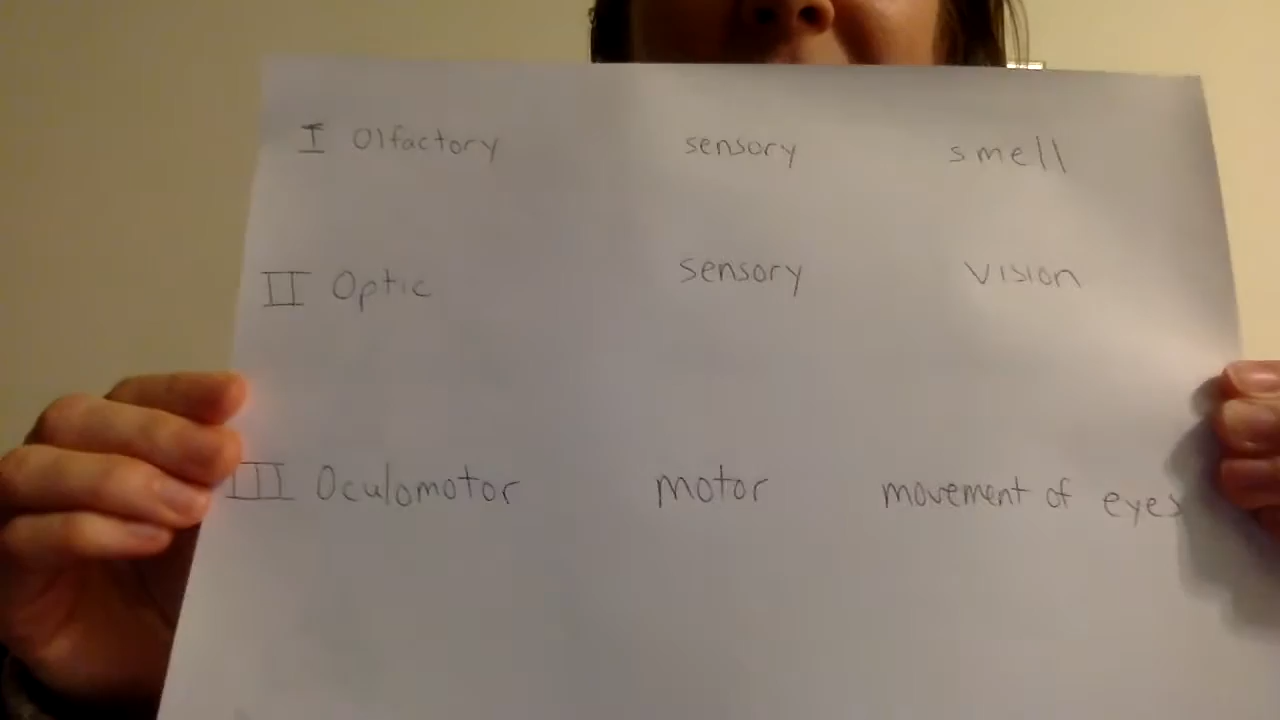 I Olfactory sensory smell
II Optic sensory vision
III Oculomotor motor movement of eyes